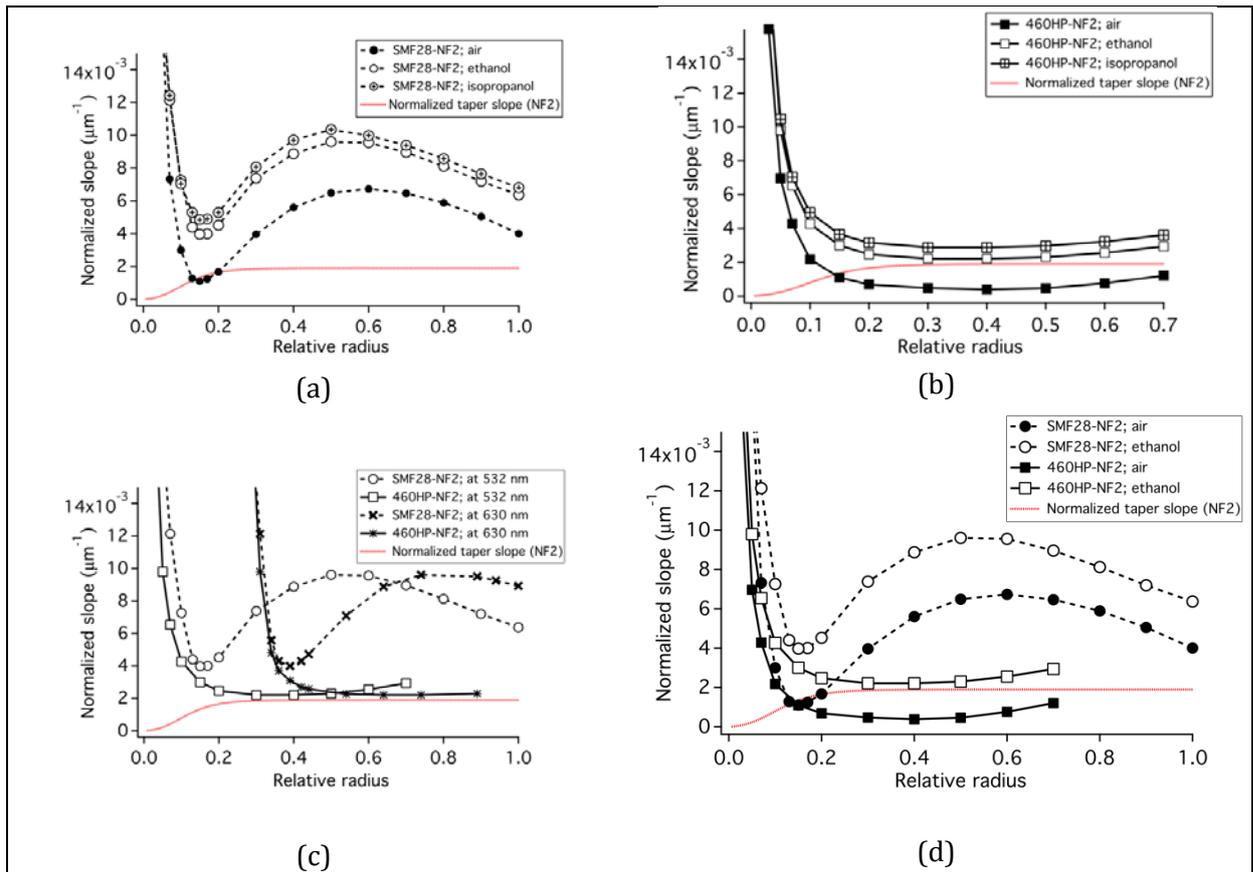 SMF28-NF2; air
SMF28-NF2; ethanol
SMF28-NF2; isopropanol
Normalized taper slope (NF2)
14x10⁻³
12
10
8
6
4
2
0
Normalized slope (μm⁻¹)
0.0 0.2 0.4 0.6 0.8 1.0
Relative radius
(a)
460HP-NF2; air
460HP-NF2; ethanol
460HP-NF2; isopropanol
Normalized taper slope (NF2)
14x10⁻³
12
10
8
6
4
2
0
Normalized slope (μm⁻¹)
0.0 0.1 0.2 0.3 0.4 0.5 0.6 0.7
Relative radius
(b)
SMF28-NF2; at 532 nm
460HP-NF2; at 532 nm
SMF28-NF2; at 630 nm
460HP-NF2; at 630 nm
Normalized taper slope (NF2)
14x10⁻³
12
10
8
6
4
2
0
Normalized slope (μm⁻¹)
0.0 0.2 0.4 0.6 0.8 1.0
Relative radius
(c)
SMF28-NF2; air
SMF28-NF2; ethanol
460HP-NF2; air
460HP-NF2; ethanol
Normalized taper slope (NF2)
14x10⁻³
12
10
8
6
4
2
0
Normalized slope (μm⁻¹)
0.0 0.2 0.4 0.6 0.8 1.0
Relative radius
(d)